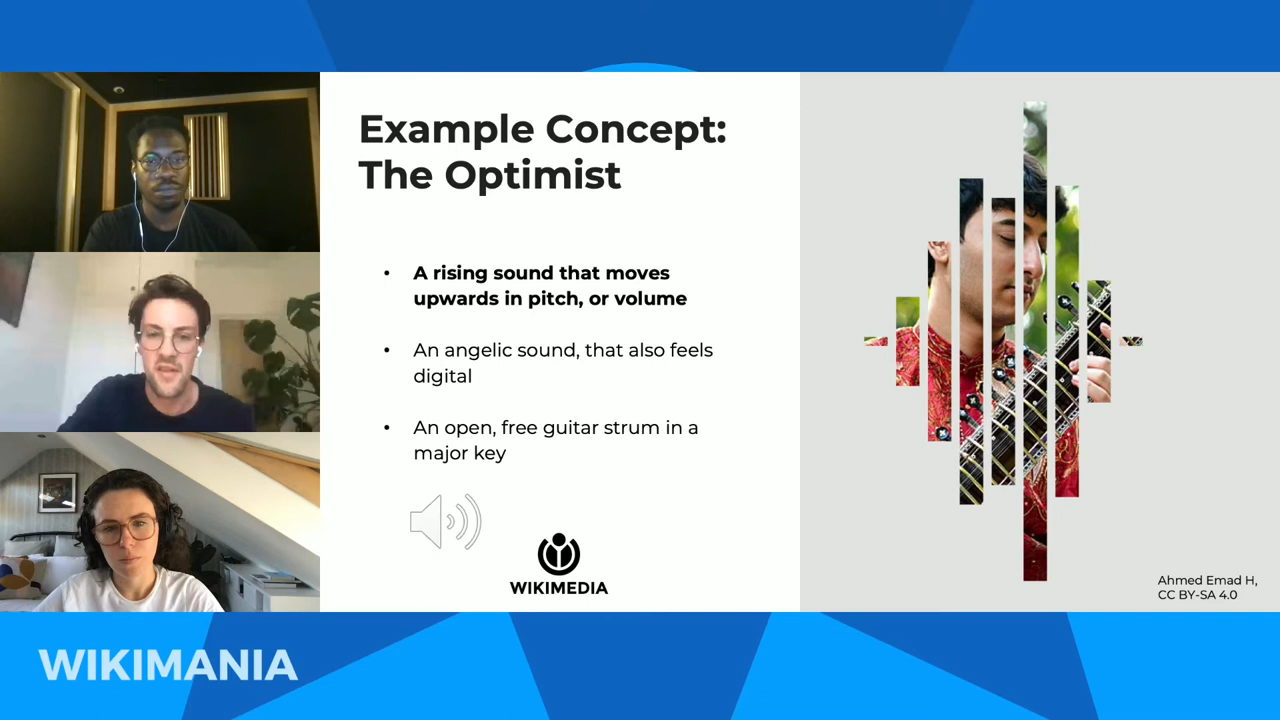 Example Concept:
The Optimist
• A rising sound that moves
upwards in pitch, or volume
• An angelic sound, that also feels
digital
• An open, free guitar strum in a
major key
WIKIMEDIA
Ahmed Emad H,
CC BY-SA 4.0
WIKIMANIA